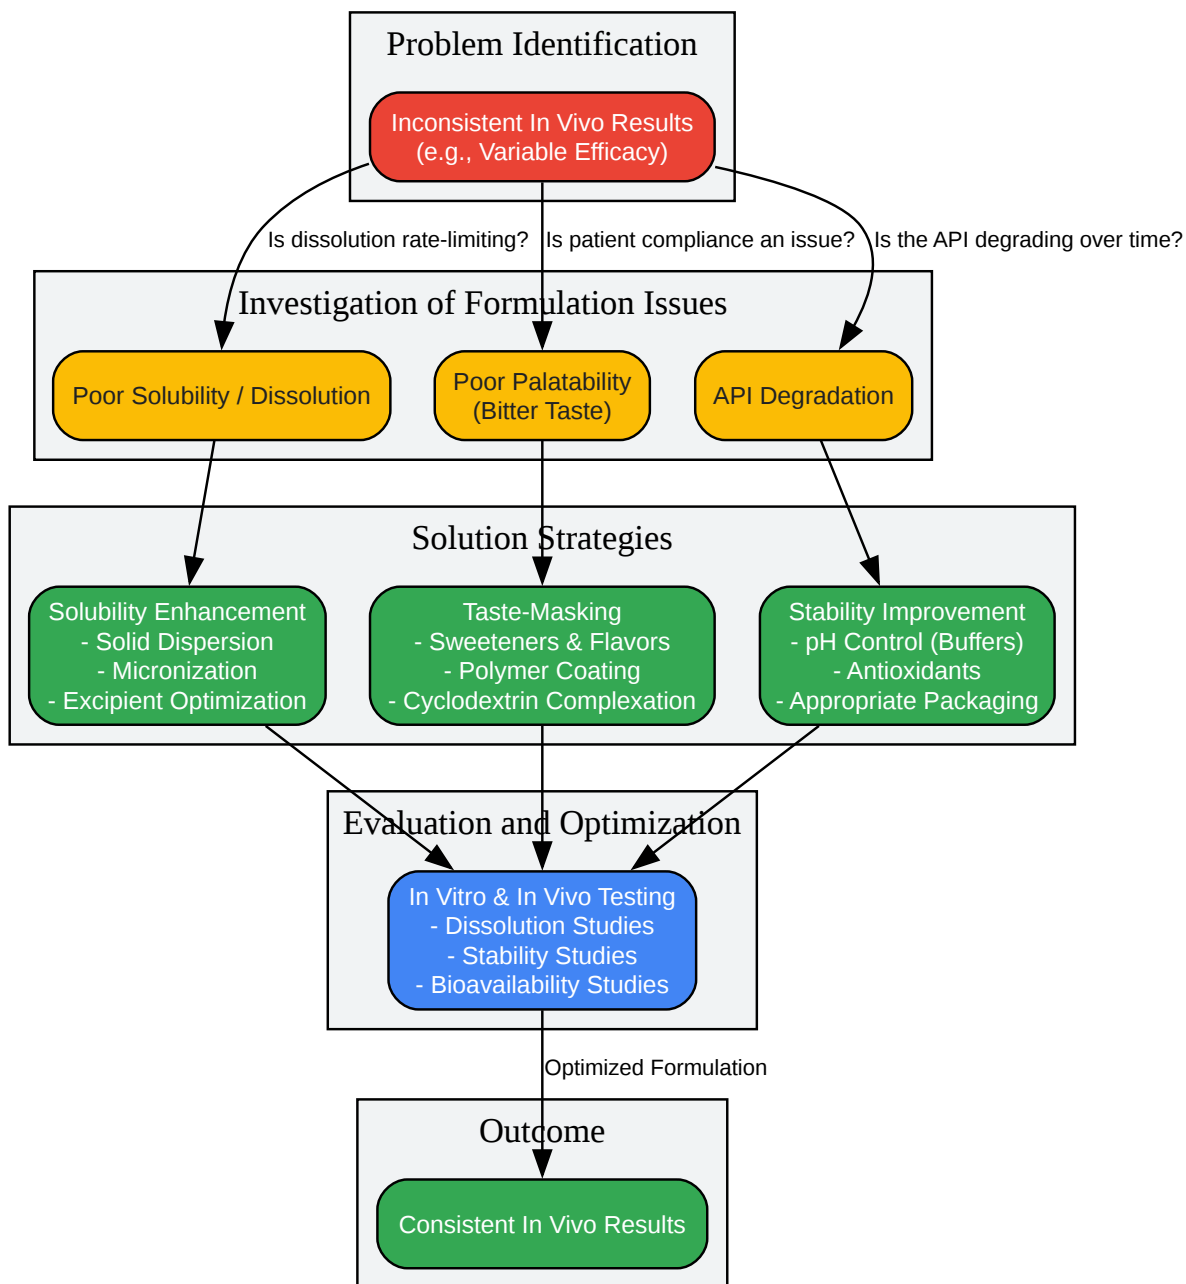 Problem Identification
Inconsistent In Vivo Results
(e.g., Variable Efficacy)
Is dissolution rate-limiting?
Is patient compliance an issue?
Is the API degrading over time?
Investigation of Formulation Issues
Poor Solubility / Dissolution
Poor Palatability
(Bitter Taste)
API Degradation
Solution Strategies
Solubility Enhancement
- Solid Dispersion
- Micronization
- Excipient Optimization
Taste-Masking
- Sweeteners & Flavors
- Polymer Coating
- Cyclodextrin Complexation
Stability Improvement
- pH Control (Buffers)
- Antioxidants
- Appropriate Packaging
Evaluation and Optimization
In Vitro & In Vivo Testing
- Dissolution Studies
- Stability Studies
- Bioavailability Studies
Optimized Formulation
Outcome
Consistent In Vivo Results